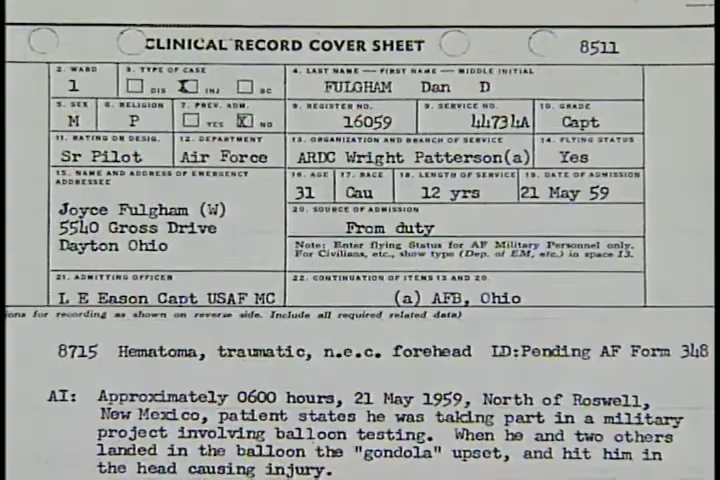 CLINICAL RECORD COVER SHEET
8511
2. WARD
1
3. TYPE OF CASE
DIS X INJ BC
4. LAST NAME — FIRST NAME — MIDDLE INITIAL
FULGHAM Dan D
5. SEX
M
6. RELIGION
P
7. PREV. ADM.
YES X NO
8. REGISTER NO.
16059
9. SERVICE NO.
44734A
10. GRADE
Capt
11. RATING OR DESIG.
Sr Pilot
12. DEPARTMENT
Air Force
13. ORGANIZATION AND BRANCH OF SERVICE
ARDC Wright Patterson(a)
14. FLYING STATUS
Yes
15. NAME AND ADDRESS OF EMERGENCY
ADDRESSEE
Joyce Fulgham (W)
5540 Gross Drive
Dayton Ohio
16. AGE
31
17. RACE
Cau
18. LENGTH OF SERVICE
12 yrs
19. DATE OF ADMISSION
21 May 59
20. SOURCE OF ADMISSION
From duty
Note: Enter flying Status for AF Military Personnel only.
For Civilians, etc., show type (Dep. of EM, etc.) in space 13.
21. ADMITTING OFFICER
L E Eason Capt USAF MC
22. CONTINUATION OF ITEMS 13 AND 20
(a) AFB, Ohio
ions for recording as shown on reverse side. Include all required related data)
8715 Hematoma, traumatic, n.e.c. forehead LD:Pending AF Form 348
AI: Approximately 0600 hours, 21 May 1959, North of Roswell,
New Mexico, patient states he was taking part in a military
project involving balloon testing. When he and two others
landed in the balloon the "gondola" upset, and hit him in
the head causing injury.